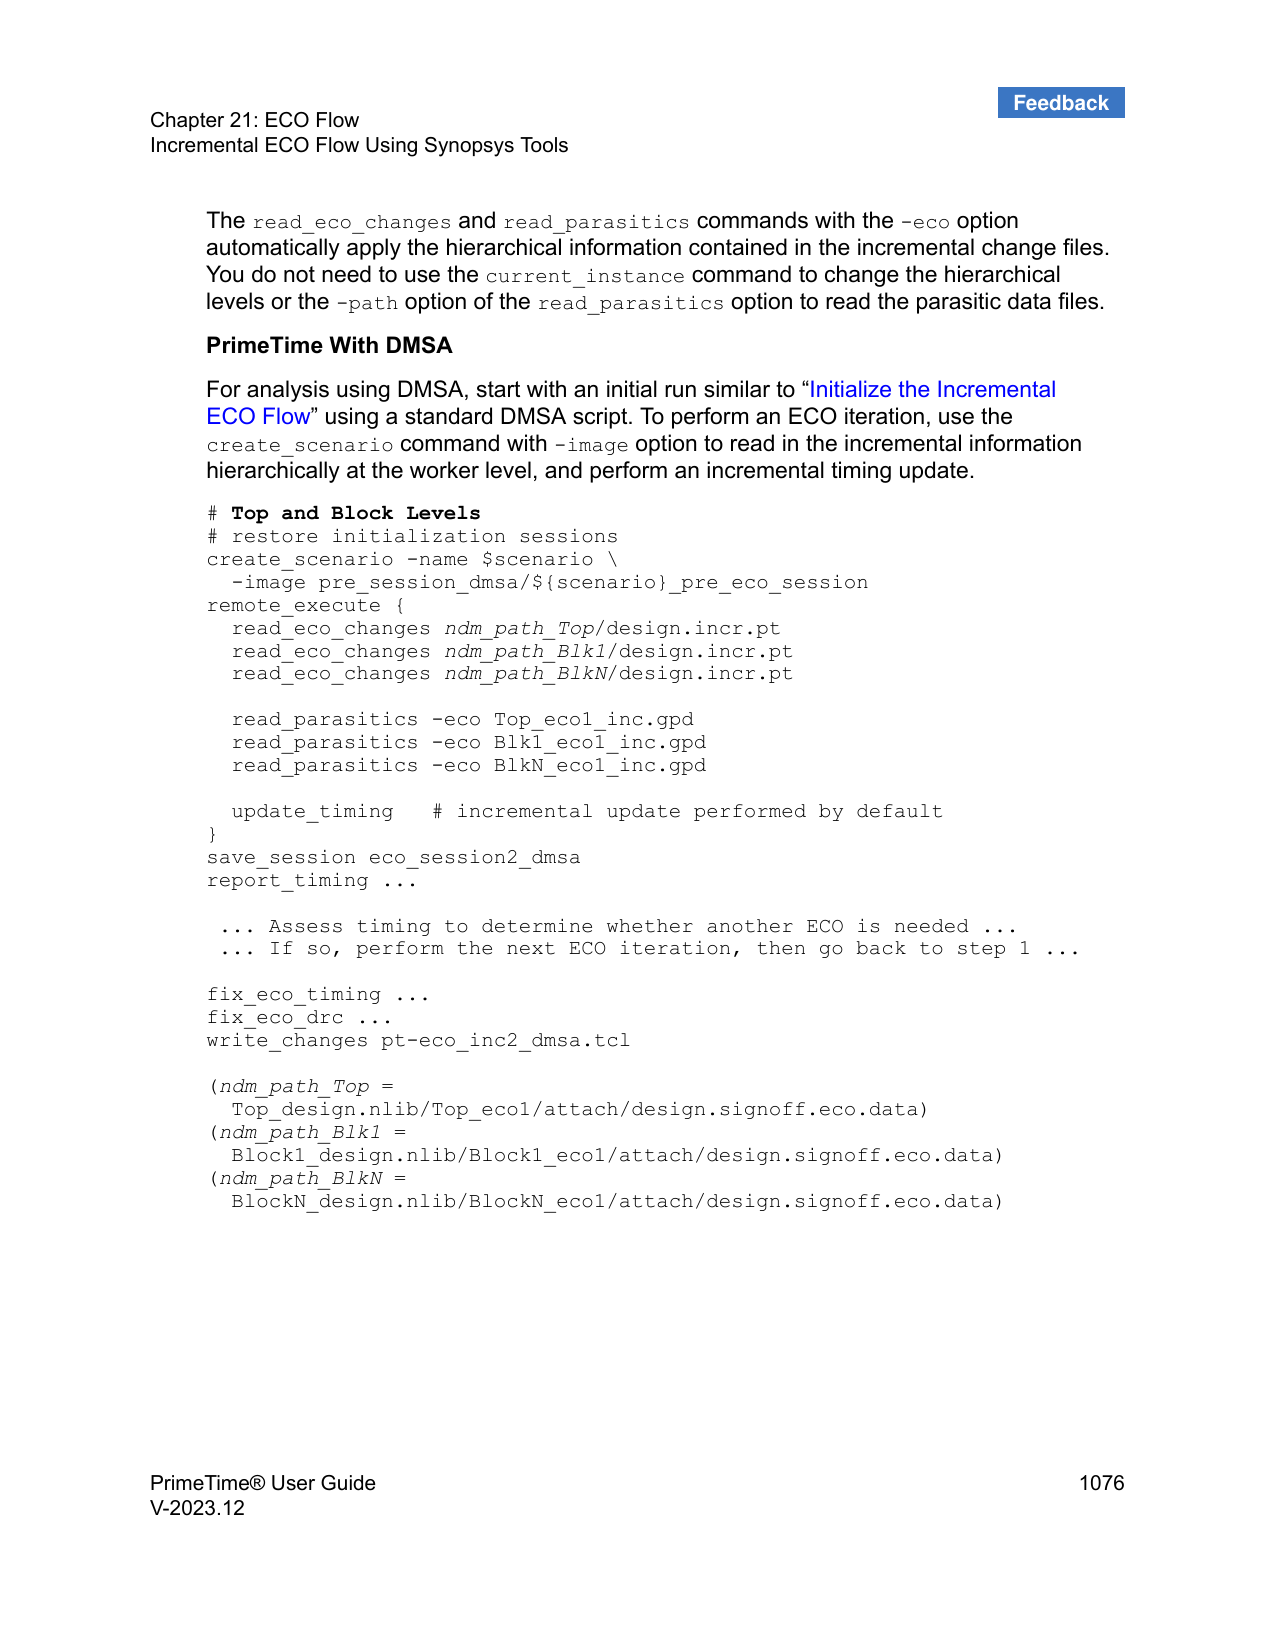 Feedback
Chapter 21: ECO Flow
Incremental ECO Flow Using Synopsys Tools
The read_eco_changes and read_parasitics commands with the -eco option
automatically apply the hierarchical information contained in the incremental change files.
You do not need to use the current_instance command to change the hierarchical
levels or the -path option of the read_parasitics option to read the parasitic data files.
PrimeTime With DMSA
For analysis using DMSA, start with an initial run similar to “Initialize the Incremental
ECO Flow” using a standard DMSA script. To perform an ECO iteration, use the
create_scenario command with -image option to read in the incremental information
hierarchically at the worker level, and perform an incremental timing update.
# Top and Block Levels
# restore initialization sessions
create_scenario -name $scenario \
  -image pre_session_dmsa/${scenario}_pre_eco_session
remote_execute {
  read_eco_changes ndm_path_Top/design.incr.pt
  read_eco_changes ndm_path_Blk1/design.incr.pt
  read_eco_changes ndm_path_BlkN/design.incr.pt
  read_parasitics -eco Top_eco1_inc.gpd
  read_parasitics -eco Blk1_eco1_inc.gpd
  read_parasitics -eco BlkN_eco1_inc.gpd
  update_timing   # incremental update performed by default
}
save_session eco_session2_dmsa
report_timing ...
 ... Assess timing to determine whether another ECO is needed ...
 ... If so, perform the next ECO iteration, then go back to step 1 ...
fix_eco_timing ...
fix_eco_drc ...
write_changes pt-eco_inc2_dmsa.tcl
(ndm_path_Top =
  Top_design.nlib/Top_eco1/attach/design.signoff.eco.data)
(ndm_path_Blk1 =
  Block1_design.nlib/Block1_eco1/attach/design.signoff.eco.data)
(ndm_path_BlkN =
  BlockN_design.nlib/BlockN_eco1/attach/design.signoff.eco.data)
PrimeTime® User Guide
1076
V-2023.12